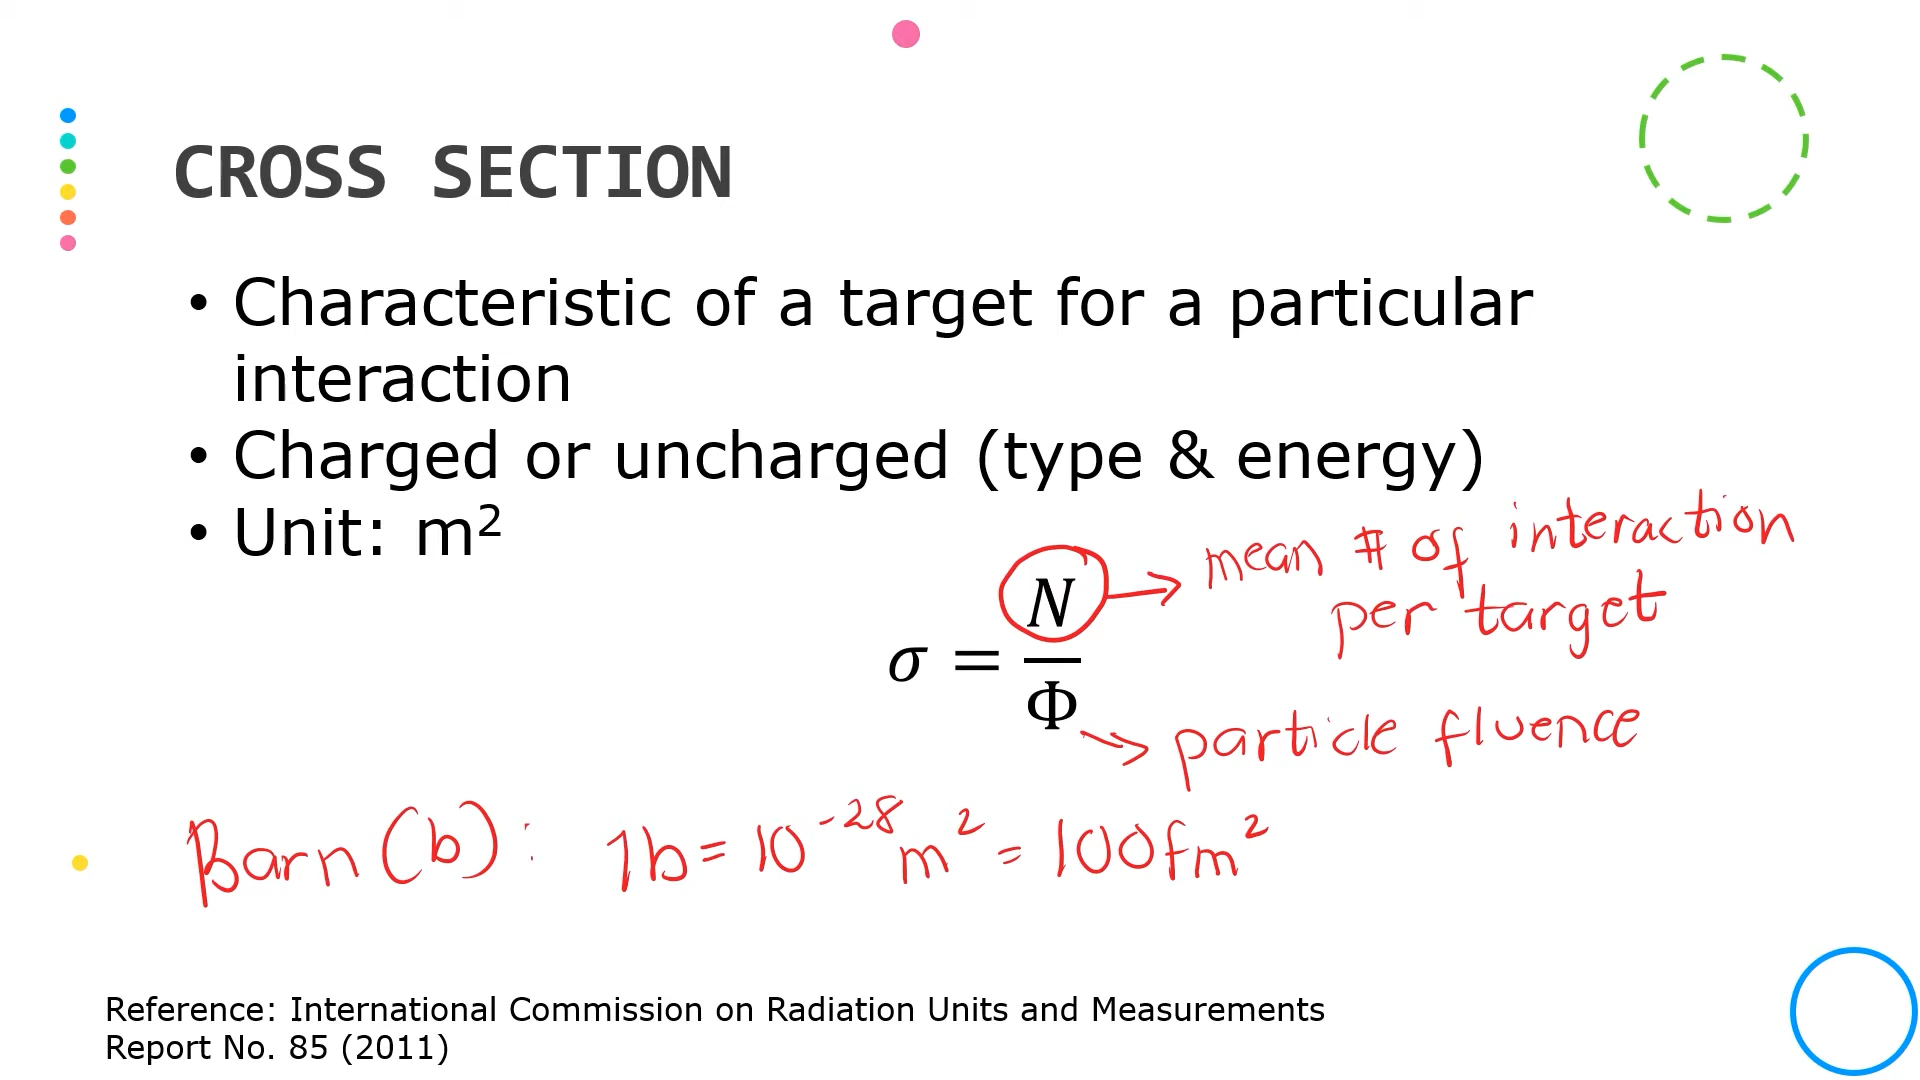 CROSS SECTION
• Characteristic of a target for a particular
interaction
• Charged or uncharged (type & energy)
• Unit: m²
σ = N/Φ
mean # of interaction
per target
particle fluence
Barn (b): 1b = 10⁻²⁸ m² = 100 fm²
Reference: International Commission on Radiation Units and Measurements
Report No. 85 (2011)